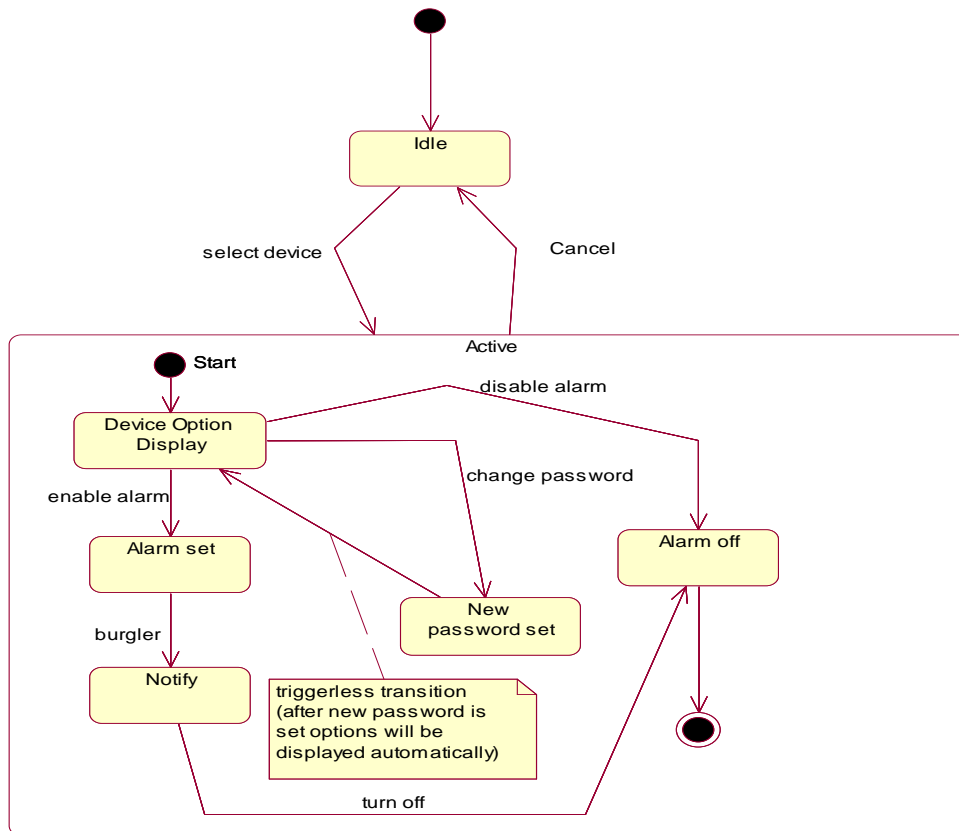 Idle
select device
Cancel
Active
Start
disable alarm
Device Option
Display
change password
enable alarm
Alarm set
Alarm off
New
password set
burgler
Notify
triggerless transition
(after new password is
set options will be
displayed automatically)
turn off